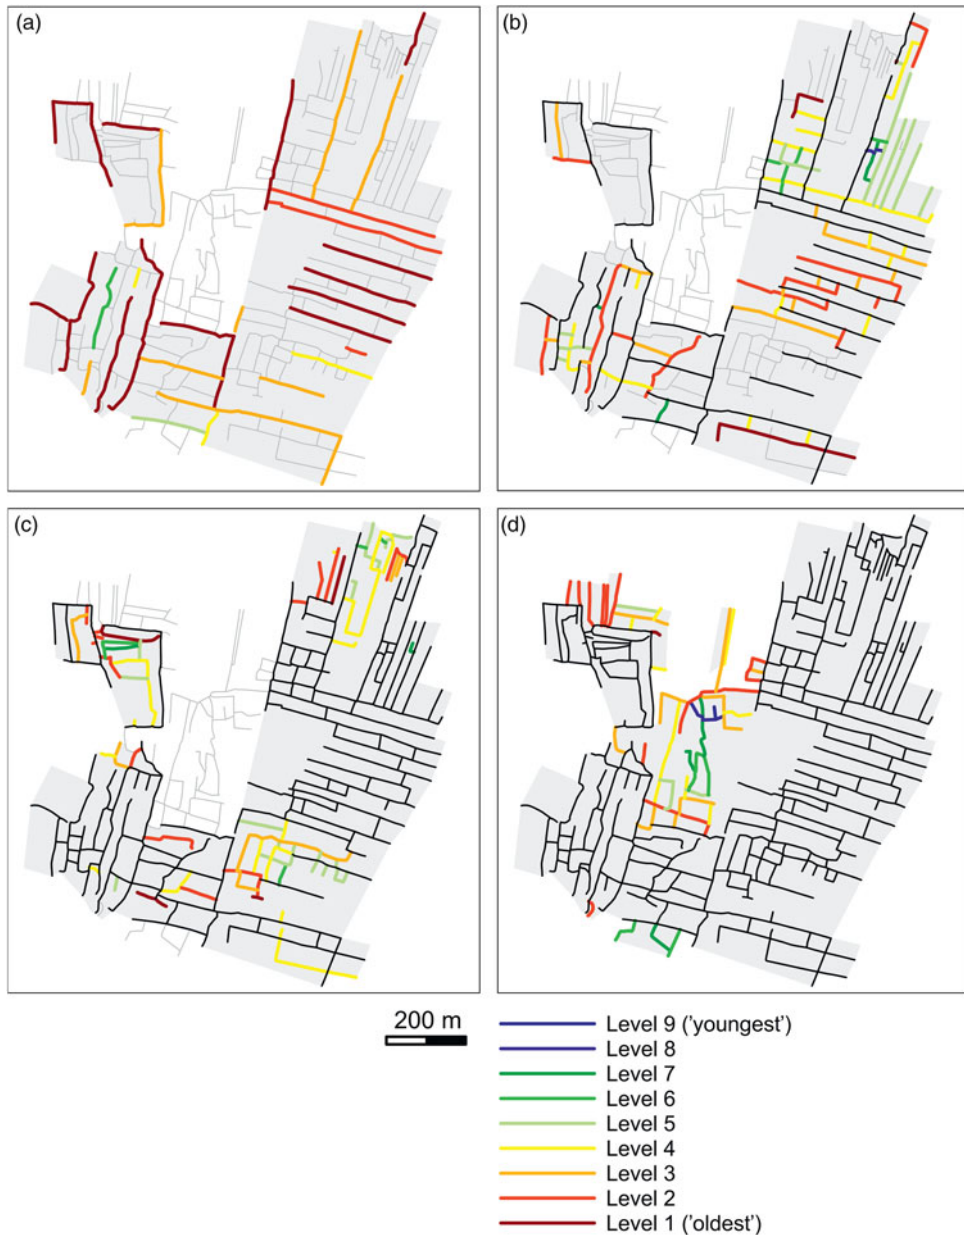 (a)
(b)
(c)
(d)
200 m
Level 9 ('youngest')
Level 8
Level 7
Level 6
Level 5
Level 4
Level 3
Level 2
Level 1 ('oldest')